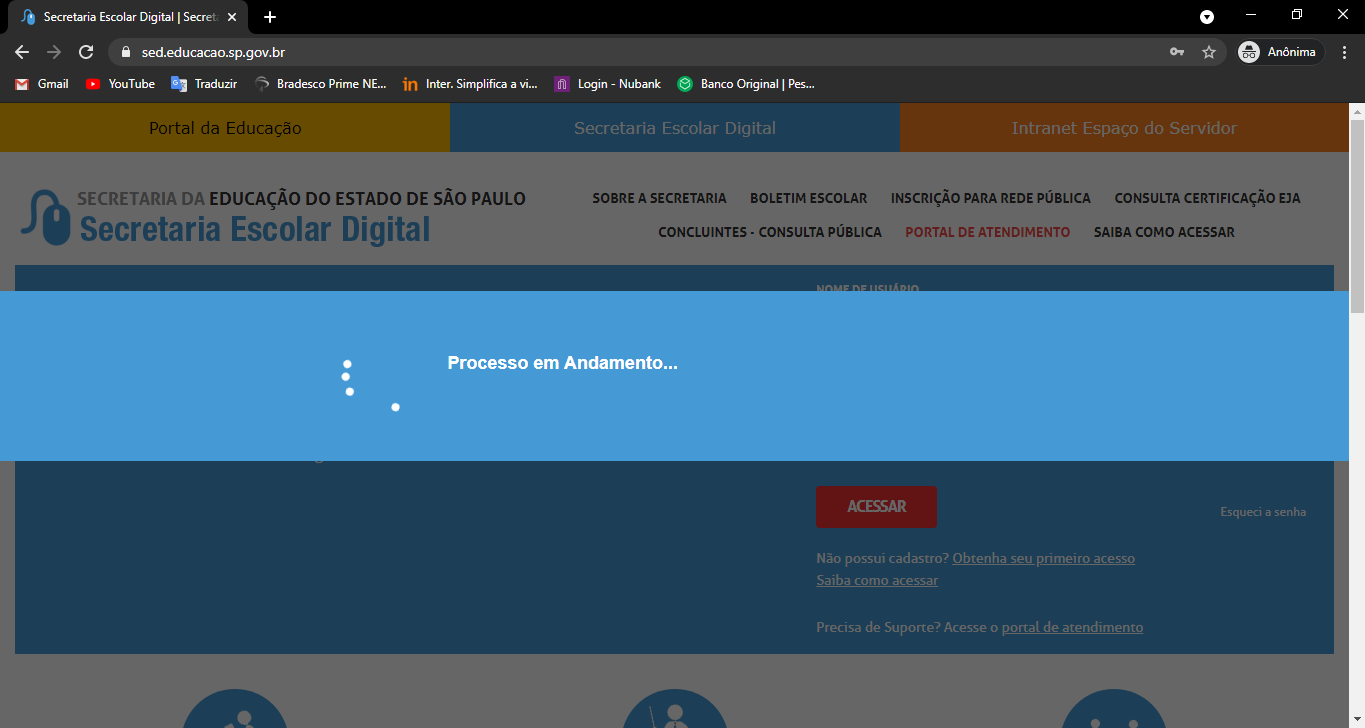 Secretaria Escolar Digital | Secreta
sed.educacao.sp.gov.br
Anônima
Gmail
YouTube
Traduzir
Bradesco Prime NE...
Inter. Simplifica a vi...
Login - Nubank
Banco Original | Pes...
Portal da Educação
Secretaria Escolar Digital
Intranet Espaço do Servidor
SECRETARIA DA EDUCAÇÃO DO ESTADO DE SÃO PAULO
Secretaria Escolar Digital
SOBRE A SECRETARIA
BOLETIM ESCOLAR
INSCRIÇÃO PARA REDE PÚBLICA
CONSULTA CERTIFICAÇÃO EJA
CONCLUINTES - CONSULTA PÚBLICA
PORTAL DE ATENDIMENTO
SAIBA COMO ACESSAR
NOME DE USUÁRIO
Processo em Andamento...
ACESSAR
Esqueci a senha
Não possui cadastro? Obtenha seu primeiro acesso
Saiba como acessar
Precisa de Suporte? Acesse o portal de atendimento